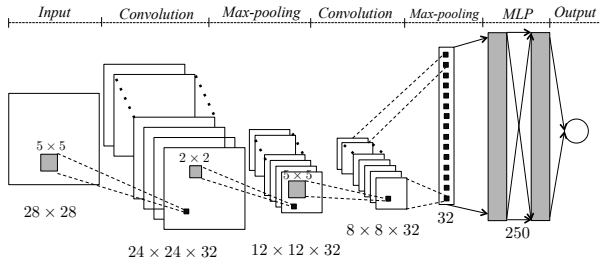 Input Convolution Max-pooling Convolution Max-pooling MLP Output
5 × 5
2 × 2
5 × 5
28 × 28
24 × 24 × 32
12 × 12 × 32
8 × 8 × 32
32
250